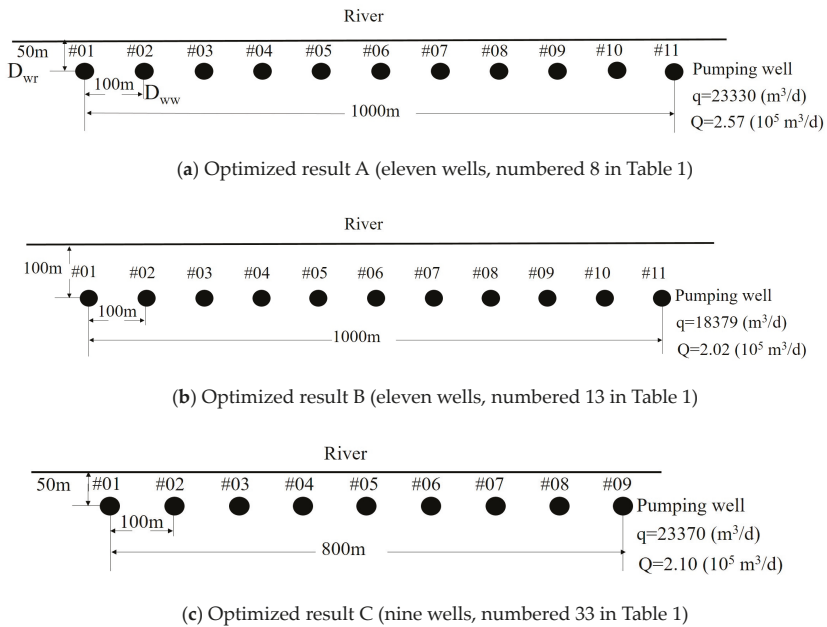 River
50m #01 #02 #03 #04 #05 #06 #07 #08 #09 #10 #11
D_wr 100m D_ww Pumping well
q=23330 (m³/d)
1000m Q=2.57 (10⁵ m³/d)
(a) Optimized result A (eleven wells, numbered 8 in Table 1)
River
100m #01 #02 #03 #04 #05 #06 #07 #08 #09 #10 #11
Pumping well
100m q=18379 (m³/d)
1000m Q=2.02 (10⁵ m³/d)
(b) Optimized result B (eleven wells, numbered 13 in Table 1)
River
50m #01 #02 #03 #04 #05 #06 #07 #08 #09
Pumping well
100m q=23370 (m³/d)
800m Q=2.10 (10⁵ m³/d)
(c) Optimized result C (nine wells, numbered 33 in Table 1)